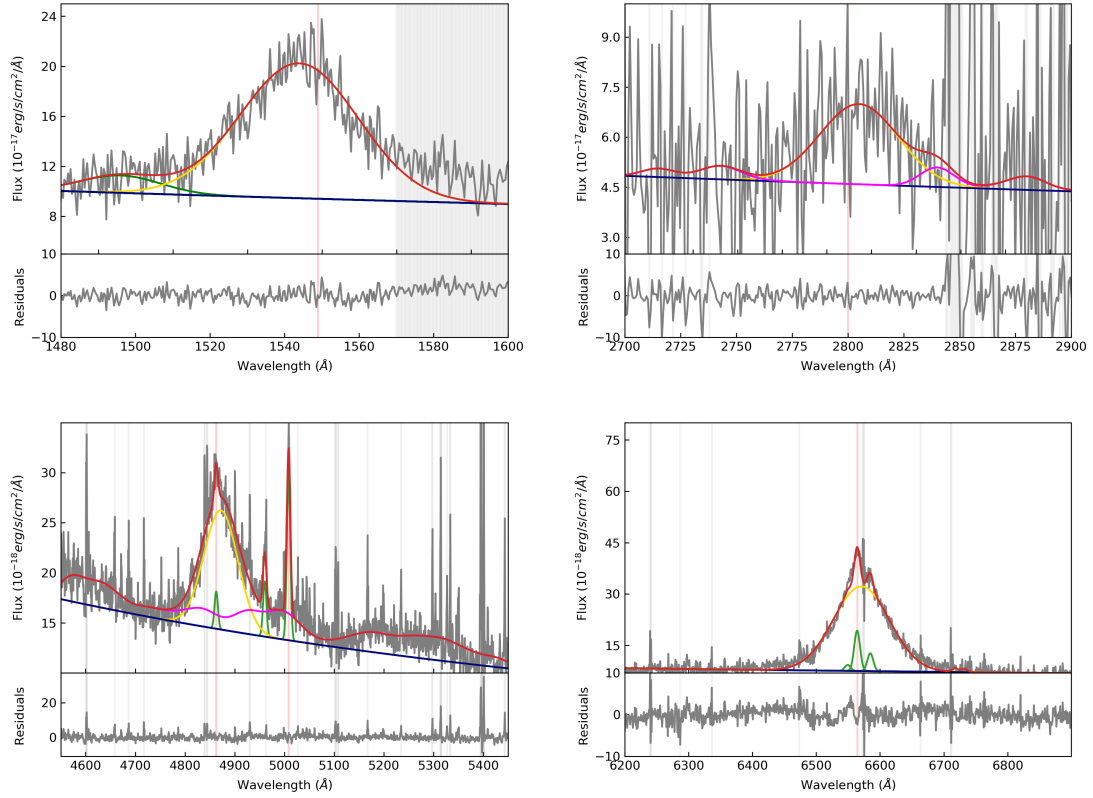 24
20
16
12
8
Flux (10⁻¹⁷erg/s/cm²/Å)
10
0
−10
Residuals
1480 1500 1520 1540 1560 1580 1600
Wavelength (Å)
9.0
7.5
6.0
4.5
3.0
Flux (10⁻¹⁷erg/s/cm²/Å)
10
0
−10
Residuals
2700 2725 2750 2775 2800 2825 2850 2875 2900
Wavelength (Å)
30
25
20
15
Flux (10⁻¹⁸erg/s/cm²/Å)
20
0
Residuals
4600 4700 4800 4900 5000 5100 5200 5300 5400
Wavelength (Å)
75
60
45
30
15
Flux (10⁻¹⁸erg/s/cm²/Å)
10
0
−10
Residuals
6200 6300 6400 6500 6600 6700 6800
Wavelength (Å)